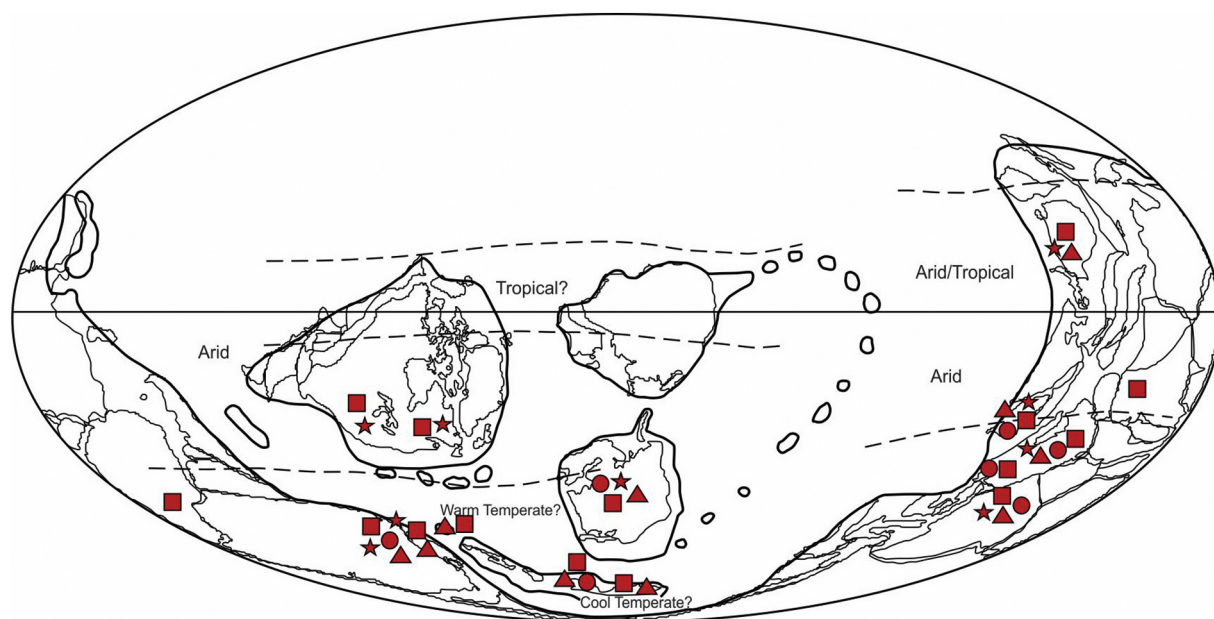 Arid/Tropical
Tropical?
Arid
Arid
Warm Temperate?
Cool Temperate?